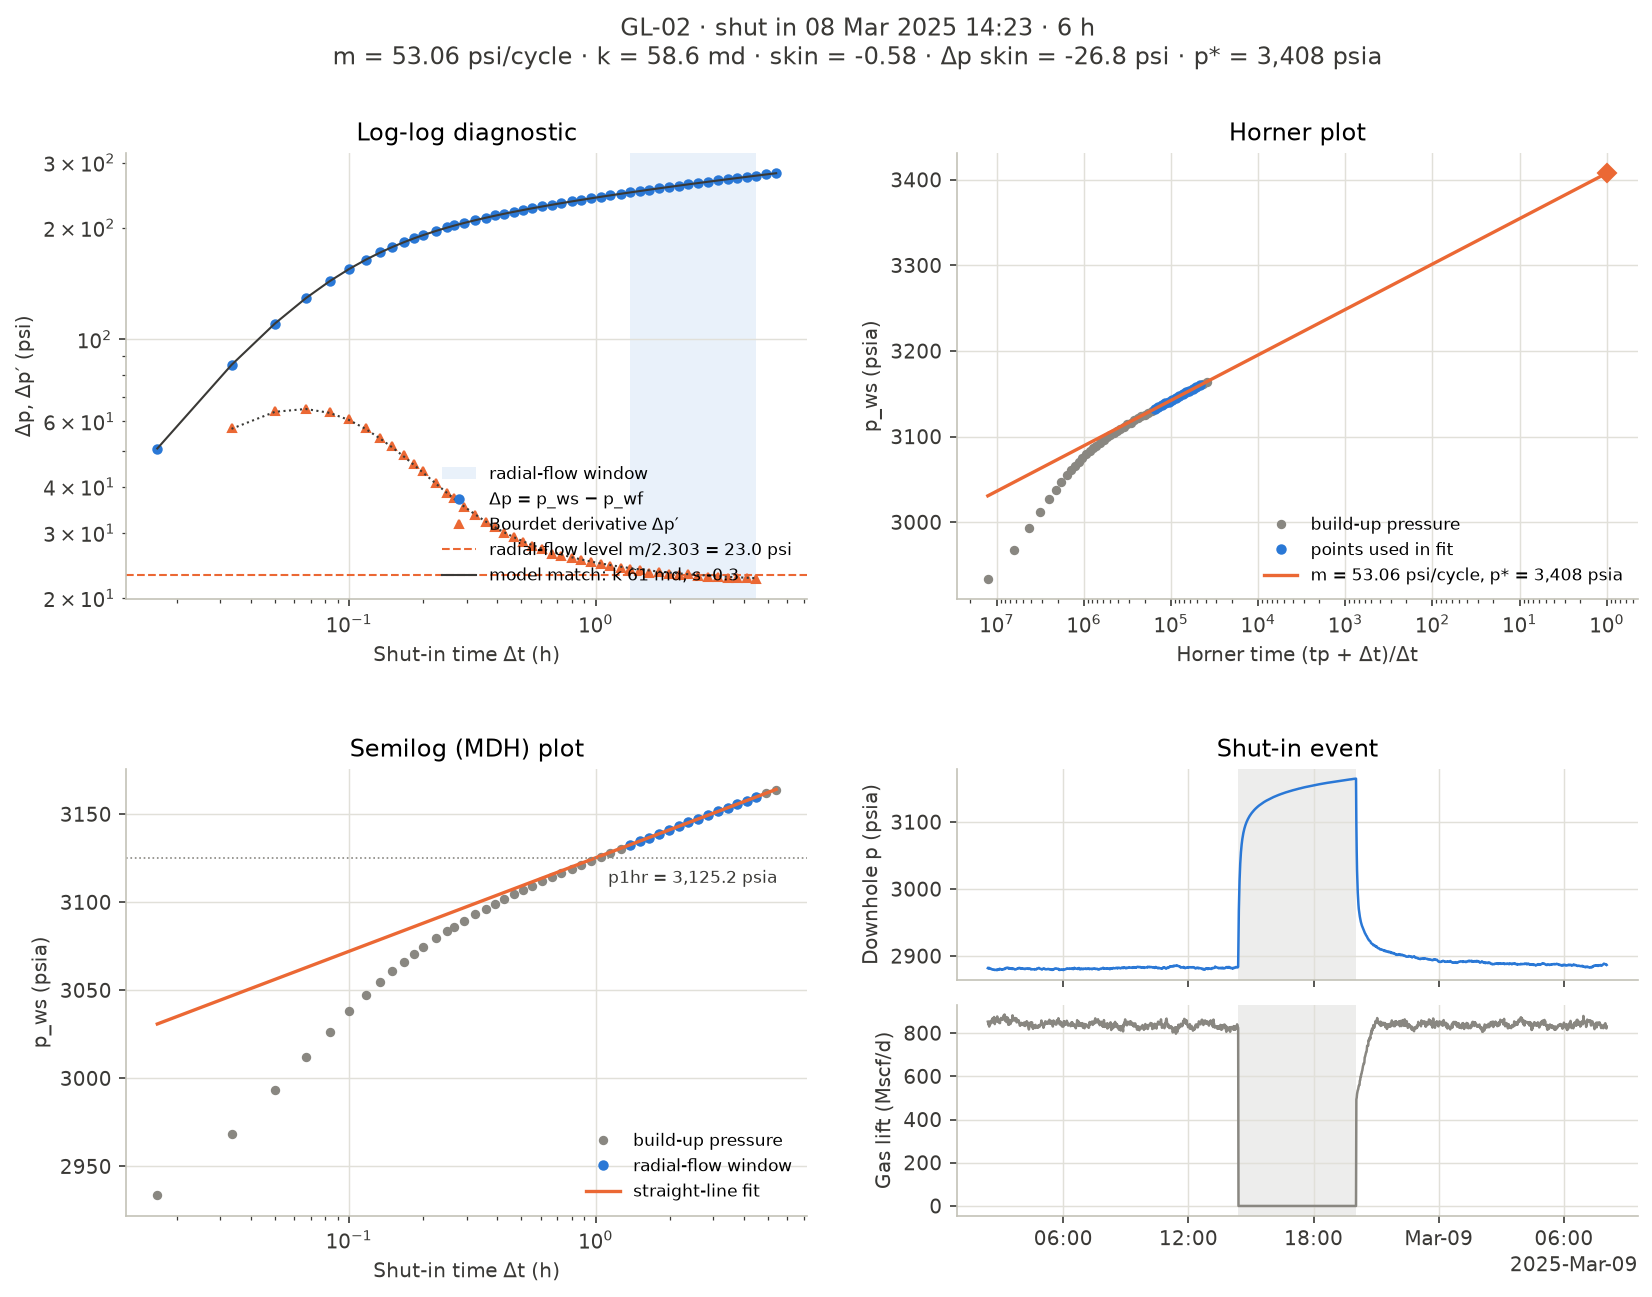 GL-02 · shut in 08 Mar 2025 14:23 · 6 h
m = 53.06 psi/cycle · k = 58.6 md · skin = -0.58 · Δp skin = -26.8 psi · p* = 3,408 psia
Log-log diagnostic
3 × 10²
2 × 10²
10²
6 × 10¹
4 × 10¹
3 × 10¹
2 × 10¹
Δp, Δp′ (psi)
radial-flow window
Δp = p_ws − p_wf
Bourdet derivative Δp′
radial-flow level m/2.303 = 23.0 psi
model match: k 61 md, s -0.3
10⁻¹
10⁰
Shut-in time Δt (h)
Horner plot
3400
3300
3200
3100
3000
p_ws (psia)
build-up pressure
points used in fit
m = 53.06 psi/cycle, p* = 3,408 psia
10⁷
10⁶
10⁵
10⁴
10³
10²
10¹
10⁰
Horner time (tp + Δt)/Δt
Semilog (MDH) plot
3150
3100
3050
3000
2950
p_ws (psia)
p1hr = 3,125.2 psia
build-up pressure
radial-flow window
straight-line fit
10⁻¹
10⁰
Shut-in time Δt (h)
Shut-in event
3100
3000
2900
Downhole p (psia)
800
600
400
200
0
Gas lift (Mscf/d)
06:00
12:00
18:00
Mar-09
06:00
2025-Mar-09